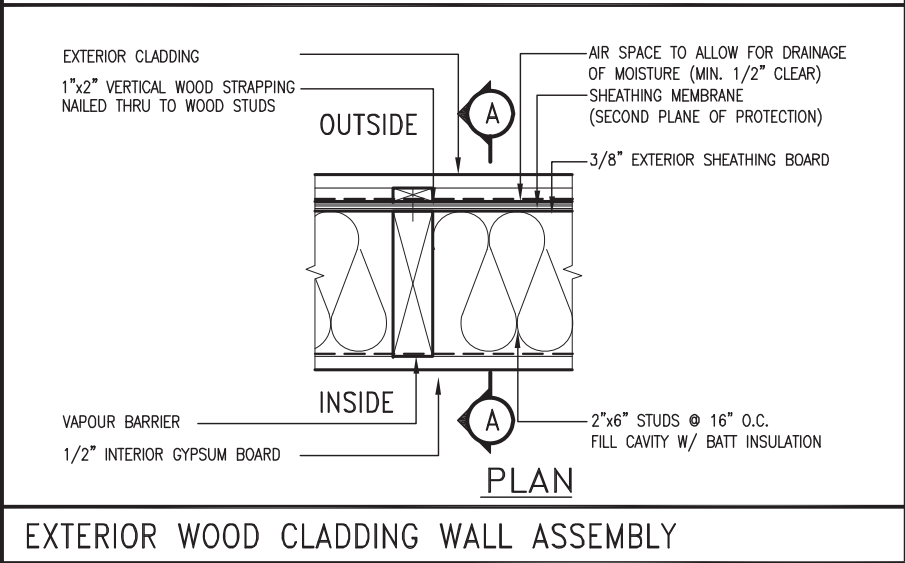 EXTERIOR CLADDING
1”x2” VERTICAL WOOD STRAPPING
NAILED THRU TO WOOD STUDS
OUTSIDE
A
AIR SPACE TO ALLOW FOR DRAINAGE
OF MOISTURE (MIN. 1/2” CLEAR)
SHEATHING MEMBRANE
(SECOND PLANE OF PROTECTION)
3/8” EXTERIOR SHEATHING BOARD
INSIDE
A
VAPOUR BARRIER
1/2” INTERIOR GYPSUM BOARD
2”x6” STUDS @ 16” O.C.
FILL CAVITY W/ BATT INSULATION
PLAN
EXTERIOR WOOD CLADDING WALL ASSEMBLY